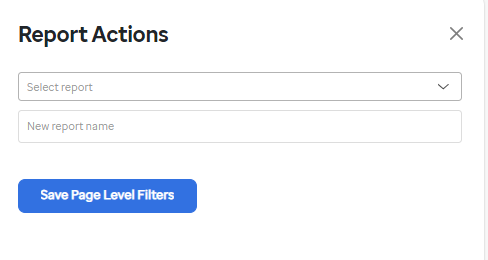 Report Actions
Select report
New report name
Save Page Level Filters